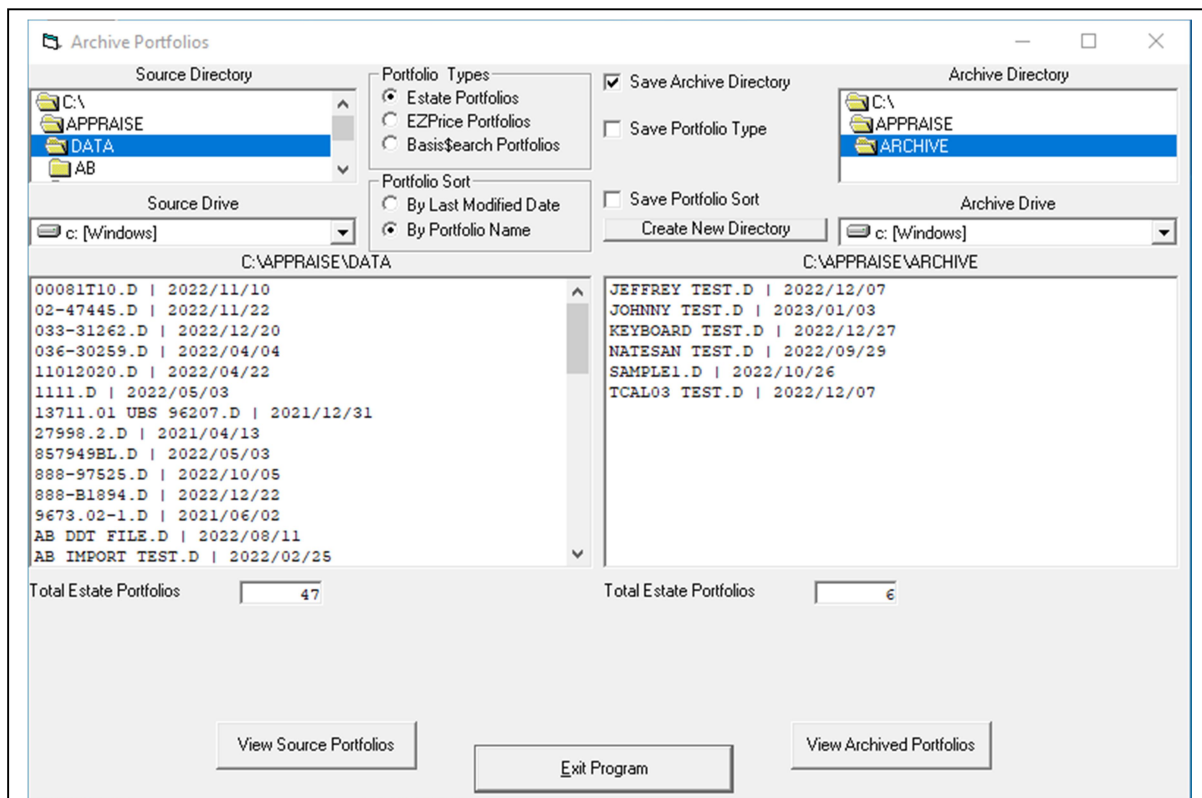 Archive Portfolios
Source Directory
C:\
APPRAISE
DATA
AB
Source Drive
c: [Windows]
Portfolio Types
Estate Portfolios
EZPrice Portfolios
Basis$earch Portfolios
Portfolio Sort
By Last Modified Date
By Portfolio Name
Save Archive Directory
Save Portfolio Type
Save Portfolio Sort
Create New Directory
Archive Directory
C:\
APPRAISE
ARCHIVE
Archive Drive
c: [Windows]
C:\APPRAISE\DATA
00081T10.D | 2022/11/10
02-47445.D | 2022/11/22
033-31262.D | 2022/12/20
036-30259.D | 2022/04/04
11012020.D | 2022/04/22
1111.D | 2022/05/03
13711.01 UBS 96207.D | 2021/12/31
27998.2.D | 2021/04/13
857949BL.D | 2022/05/03
888-97525.D | 2022/10/05
888-B1894.D | 2022/12/22
9673.02-1.D | 2021/06/02
AB DDT FILE.D | 2022/08/11
AB IMPORT TEST.D | 2022/02/25
Total Estate Portfolios 47
C:\APPRAISE\ARCHIVE
JEFFREY TEST.D | 2022/12/07
JOHNNY TEST.D | 2023/01/03
KEYBOARD TEST.D | 2022/12/27
NATESAN TEST.D | 2022/09/29
SAMPLE1.D | 2022/10/26
TCAL03 TEST.D | 2022/12/07
Total Estate Portfolios 6
View Source Portfolios
Exit Program
View Archived Portfolios